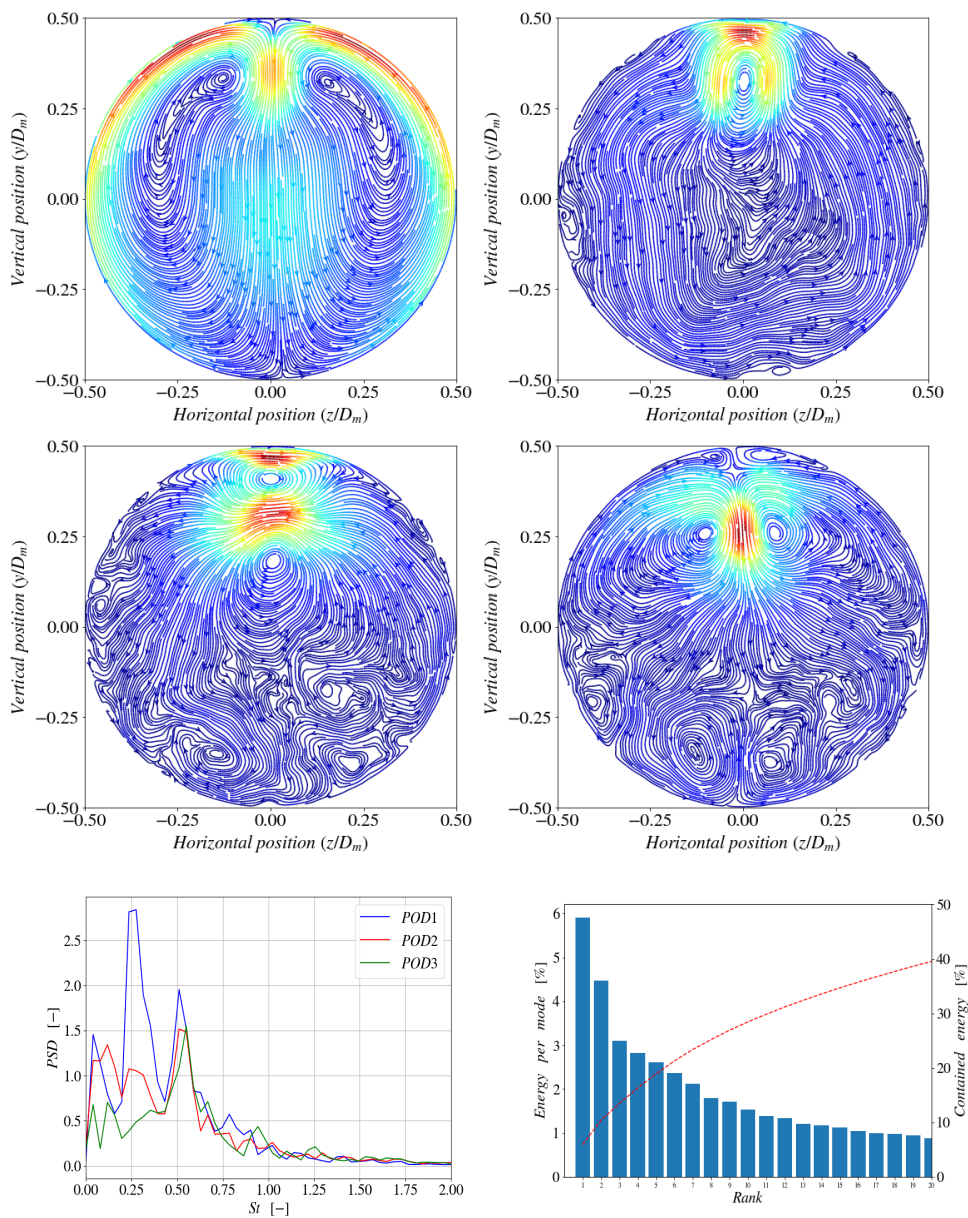 0.50
0.25
0.00
−0.25
−0.50
Vertical position (y/Dm)
−0.50 −0.25 0.00 0.25 0.50
Horizontal position (z/Dm)
0.50
0.25
0.00
−0.25
−0.50
Vertical position (y/Dm)
−0.50 −0.25 0.00 0.25 0.50
Horizontal position (z/Dm)
0.50
0.25
0.00
−0.25
−0.50
Vertical position (y/Dm)
−0.50 −0.25 0.00 0.25 0.50
Horizontal position (z/Dm)
0.50
0.25
0.00
−0.25
−0.50
Vertical position (y/Dm)
−0.50 −0.25 0.00 0.25 0.50
Horizontal position (z/Dm)
POD1
POD2
POD3
2.5
2.0
1.5
1.0
0.5
0.0
PSD [−]
0.00 0.25 0.50 0.75 1.00 1.25 1.50 1.75 2.00
St [−]
6
5
4
3
2
1
0
Energy per mode [%]
50
40
30
20
10
0
Contained energy [%]
1 2 3 4 5 6 7 8 9 10 11 12 13 14 15 16 17 18 19 20
Rank